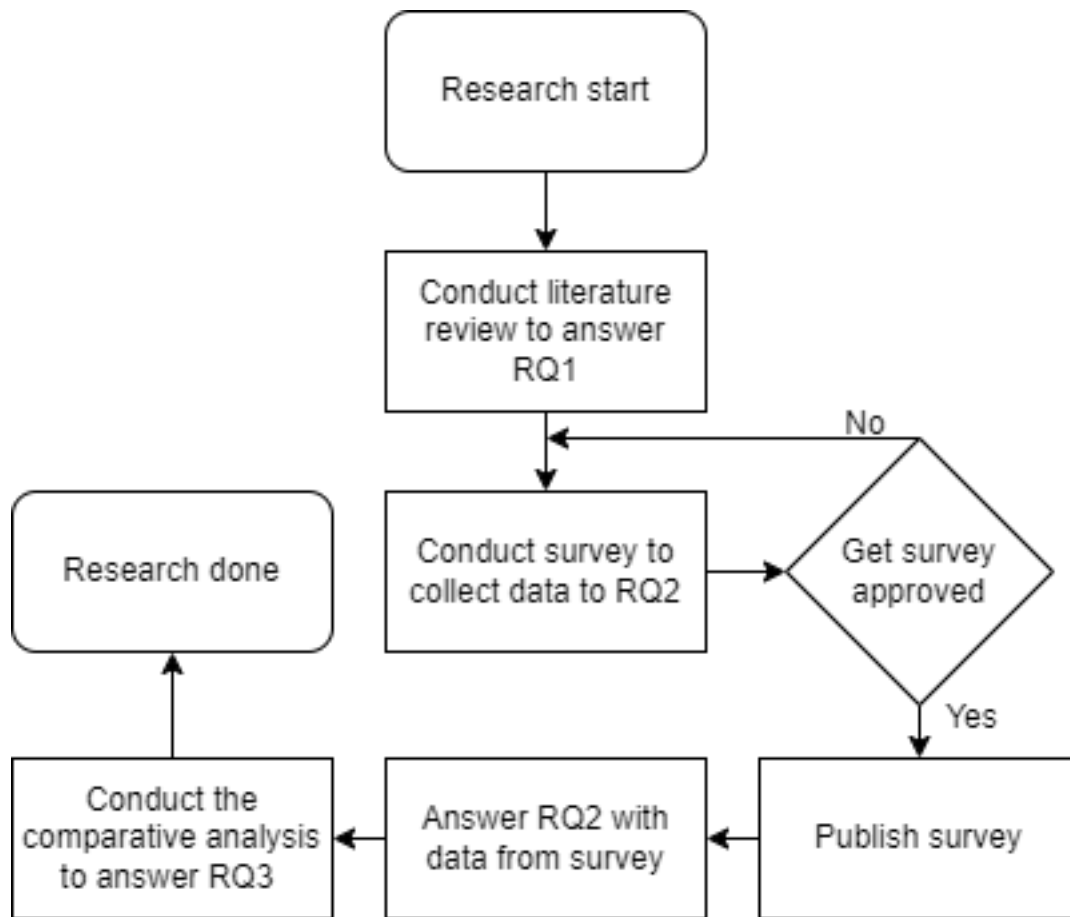 Research start
Conduct literature
review to answer
RQ1
No
Conduct survey to
collect data to RQ2
Get survey
approved
Yes
Publish survey
Answer RQ2 with
data from survey
Conduct the
comparative analysis
to answer RQ3
Research done